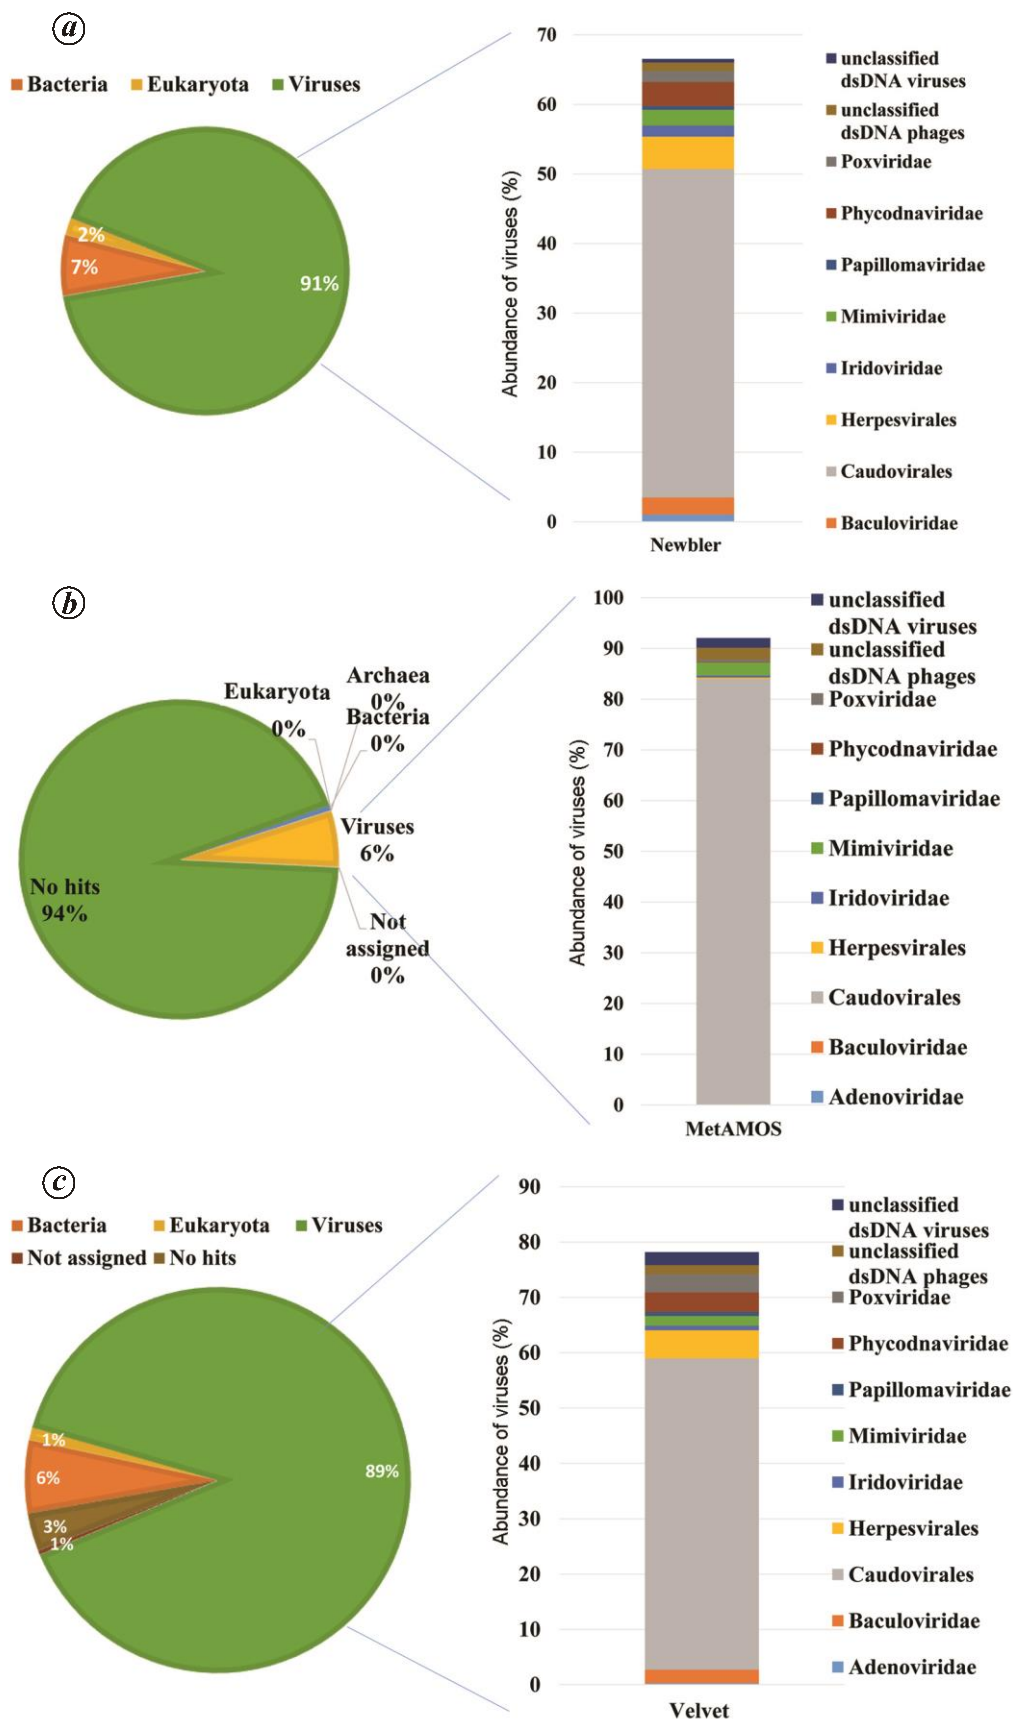 a
Bacteria Eukaryota Viruses
2%
7%
91%
Abundance of viruses (%)
70
60
50
40
30
20
10
0
Newbler
unclassified
dsDNA viruses
unclassified
dsDNA phages
Poxviridae
Phycodnaviridae
Papillomaviridae
Mimiviridae
Iridoviridae
Herpesvirales
Caudovirales
Baculoviridae
b
Eukaryota
0%
Archaea
0%
Bacteria
0%
Viruses
6%
No hits
94%
Not
assigned
0%
Abundance of viruses (%)
100
90
80
70
60
50
40
30
20
10
0
MetAMOS
unclassified
dsDNA viruses
unclassified
dsDNA phages
Poxviridae
Phycodnaviridae
Papillomaviridae
Mimiviridae
Iridoviridae
Herpesvirales
Caudovirales
Baculoviridae
Adenoviridae
c
Bacteria Eukaryota Viruses
Not assigned No hits
1%
6%
3%
1%
89%
Abundance of viruses (%)
90
80
70
60
50
40
30
20
10
0
Velvet
unclassified
dsDNA viruses
unclassified
dsDNA phages
Poxviridae
Phycodnaviridae
Papillomaviridae
Mimiviridae
Iridoviridae
Herpesvirales
Caudovirales
Baculoviridae
Adenoviridae